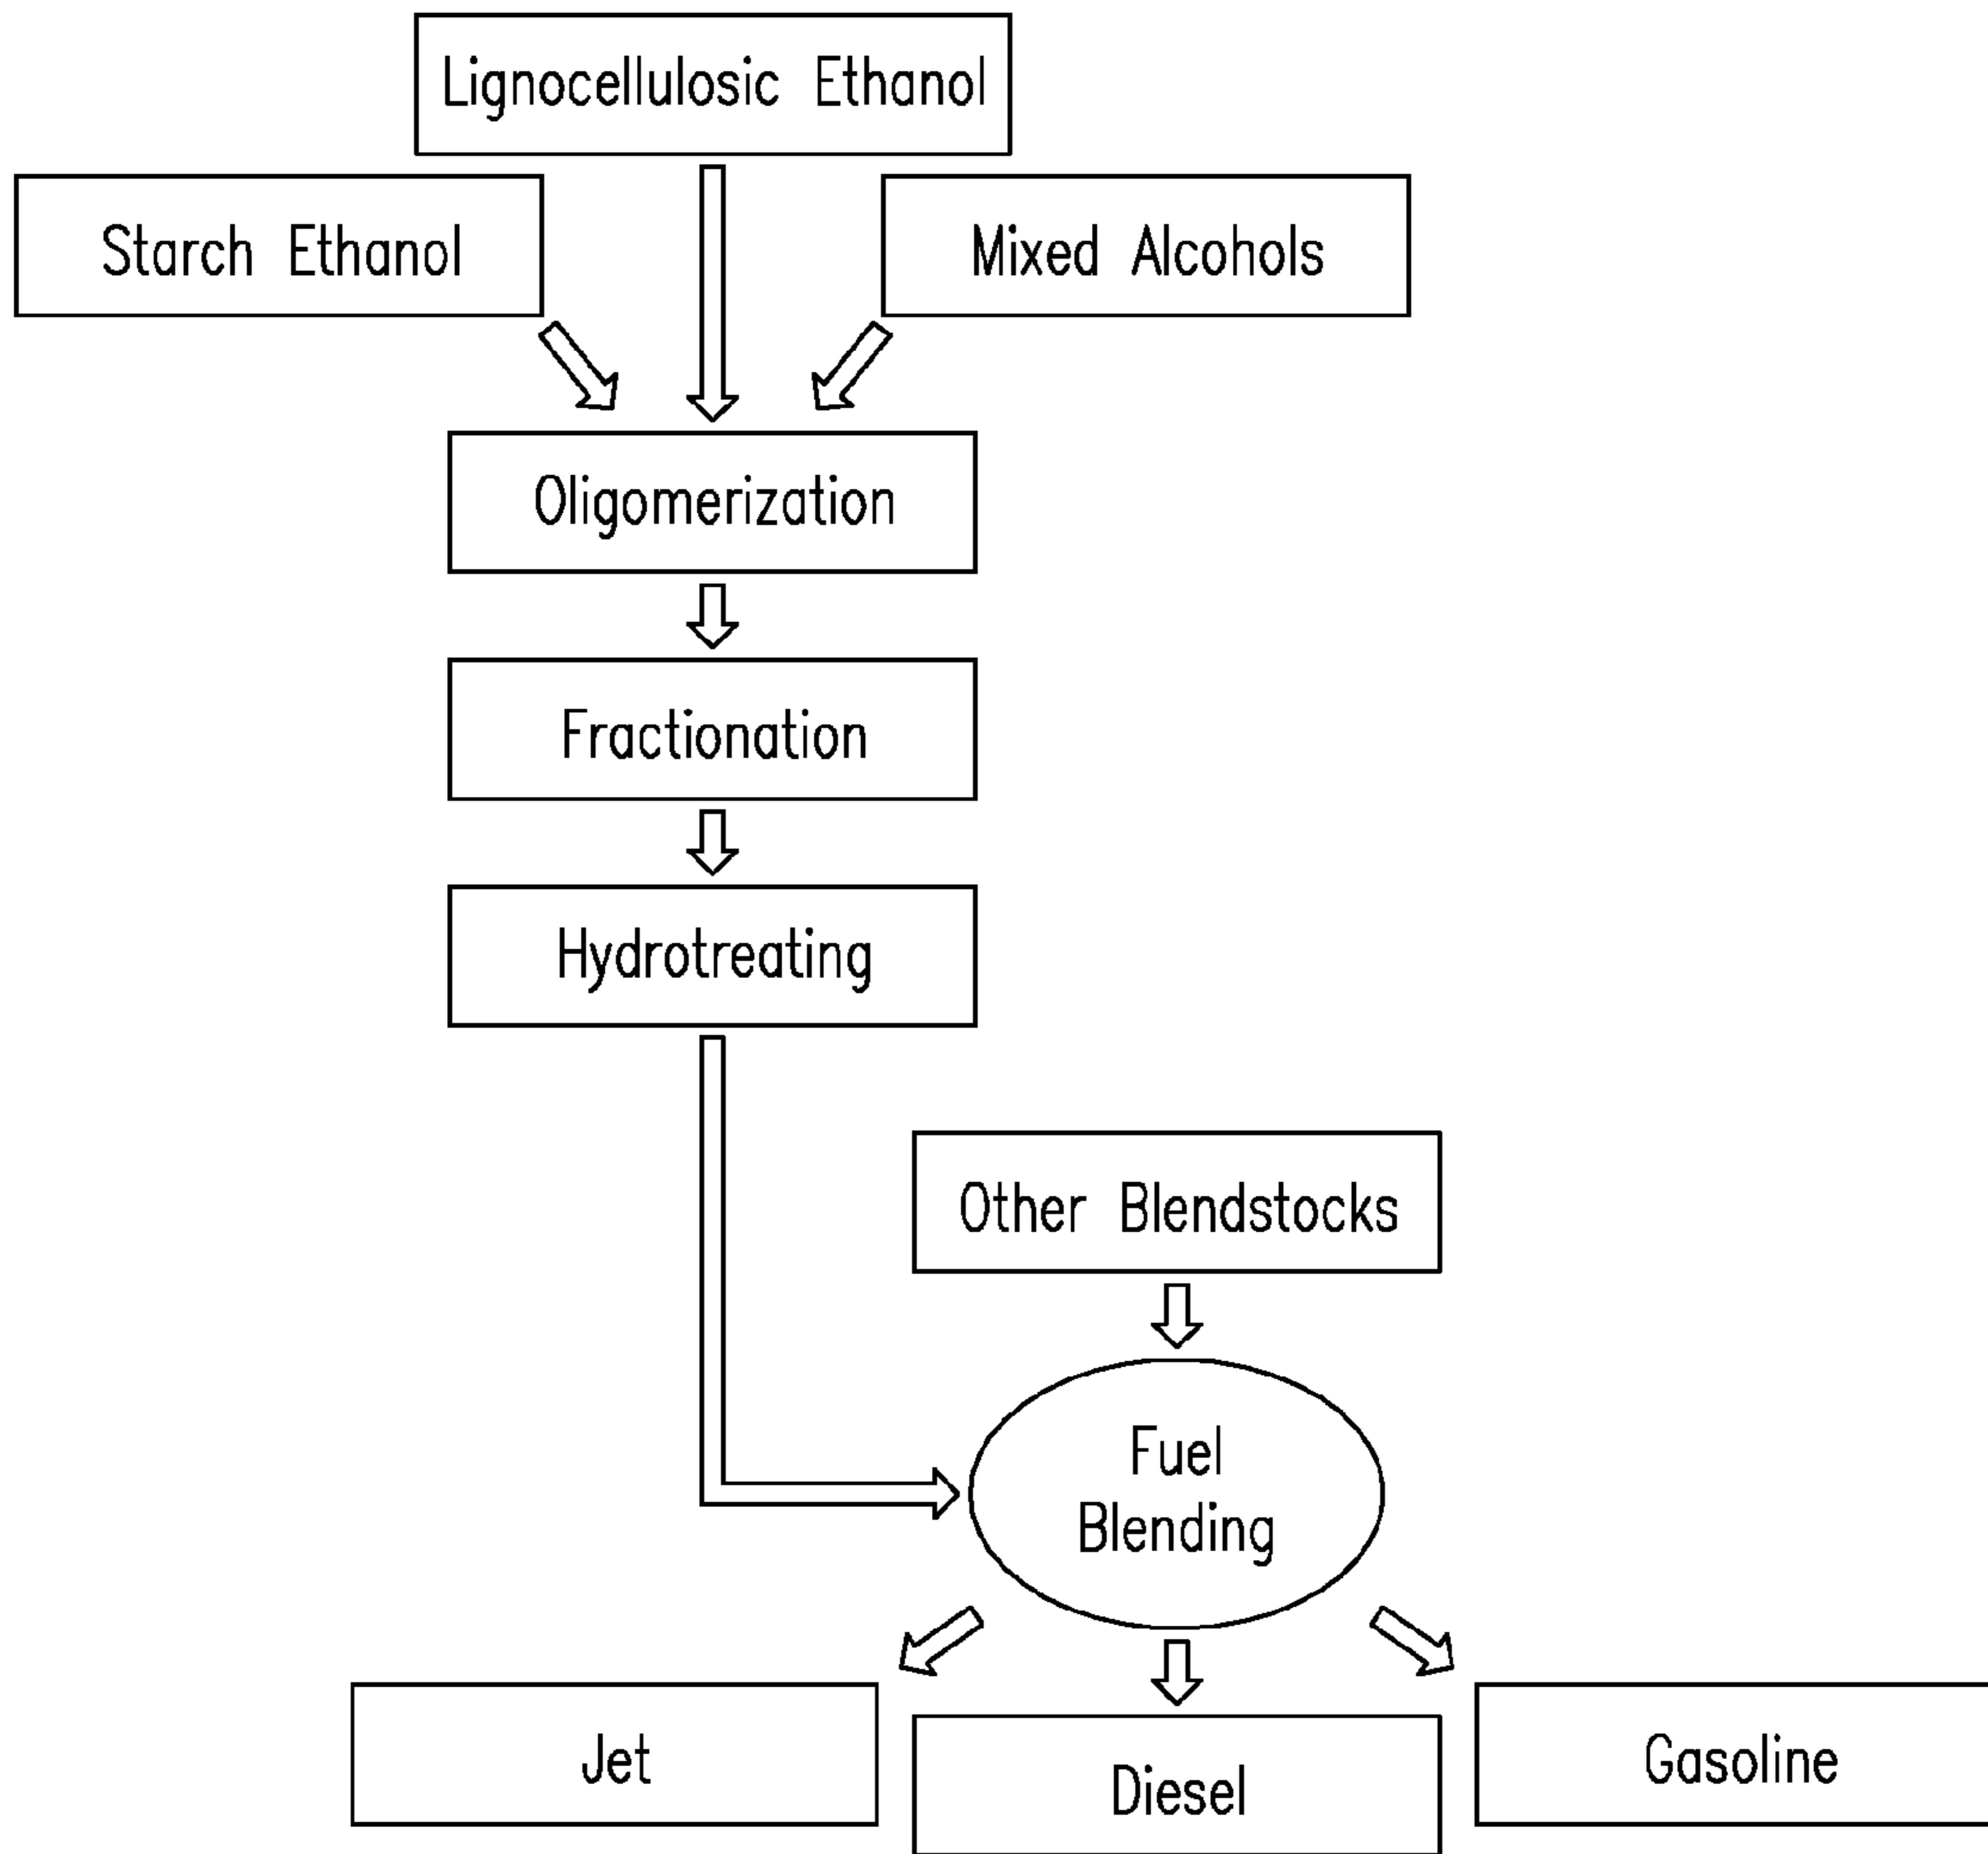 Lignocellulosic Ethanol
Starch Ethanol
Mixed Alcohols
Oligomerization
Fractionation
Hydrotreating
Other Blendstocks
Fuel
Blending
Jet
Diesel
Gasoline